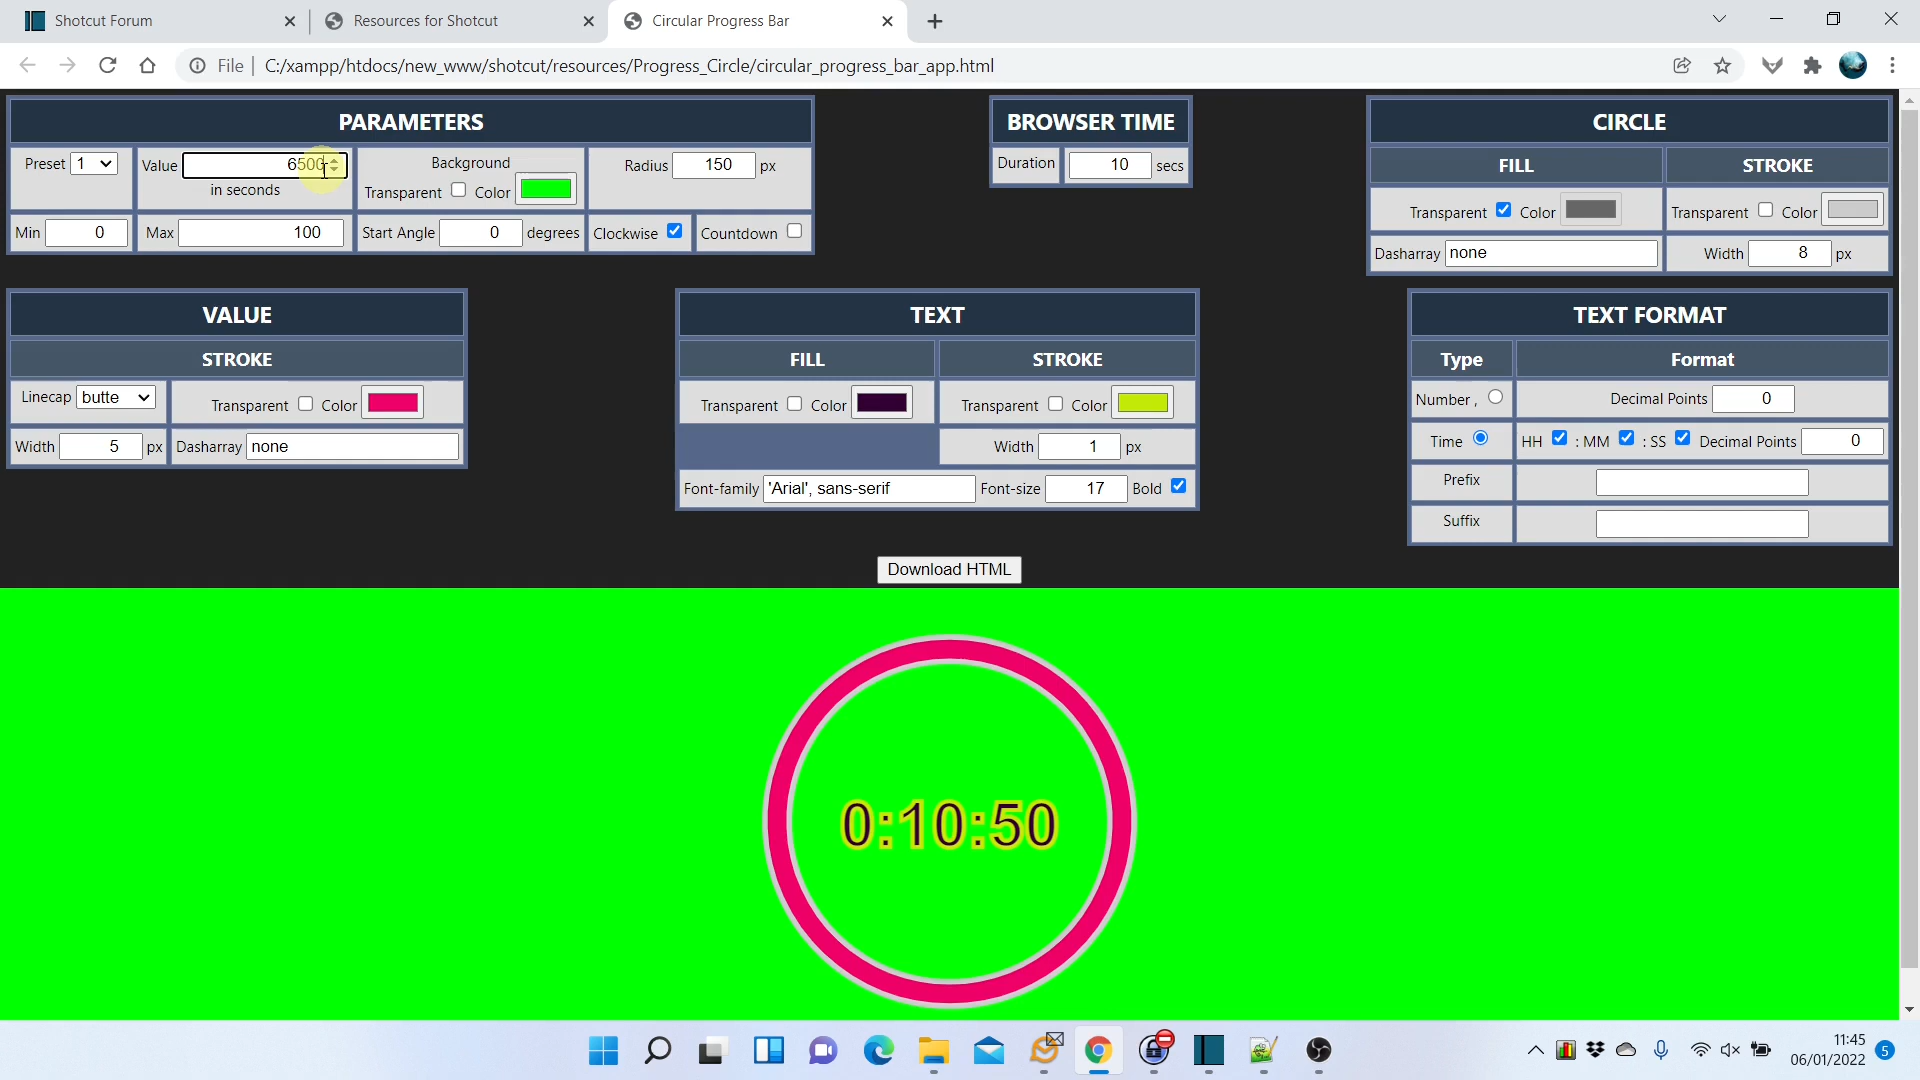 Shotcut Forum
Resources for Shotcut
Circular Progress Bar
File
C:/xampp/htdocs/new_www/shotcut/resources/Progress_Circle/circular_progress_bar_app.html
PARAMETERS
Preset 1
Value 6500
in seconds
Background
Transparent Color
Radius 150 px
Min 0
Max 100
Start Angle 0 degrees
Clockwise
Countdown
BROWSER TIME
Duration 10 secs
CIRCLE
FILL STROKE
Transparent Color
Transparent Color
Dasharray none
Width 8 px
VALUE
STROKE
Linecap butte
Transparent Color
Width 5 px
Dasharray none
TEXT
FILL STROKE
Transparent Color
Transparent Color
Width 1 px
Font-family 'Arial', sans-serif Font-size 17 Bold
TEXT FORMAT
Type Format
Number , Decimal Points 0
Time HH : MM : SS Decimal Points 0
Prefix
Suffix
Download HTML
0:10:50
11:45
06/01/2022
5